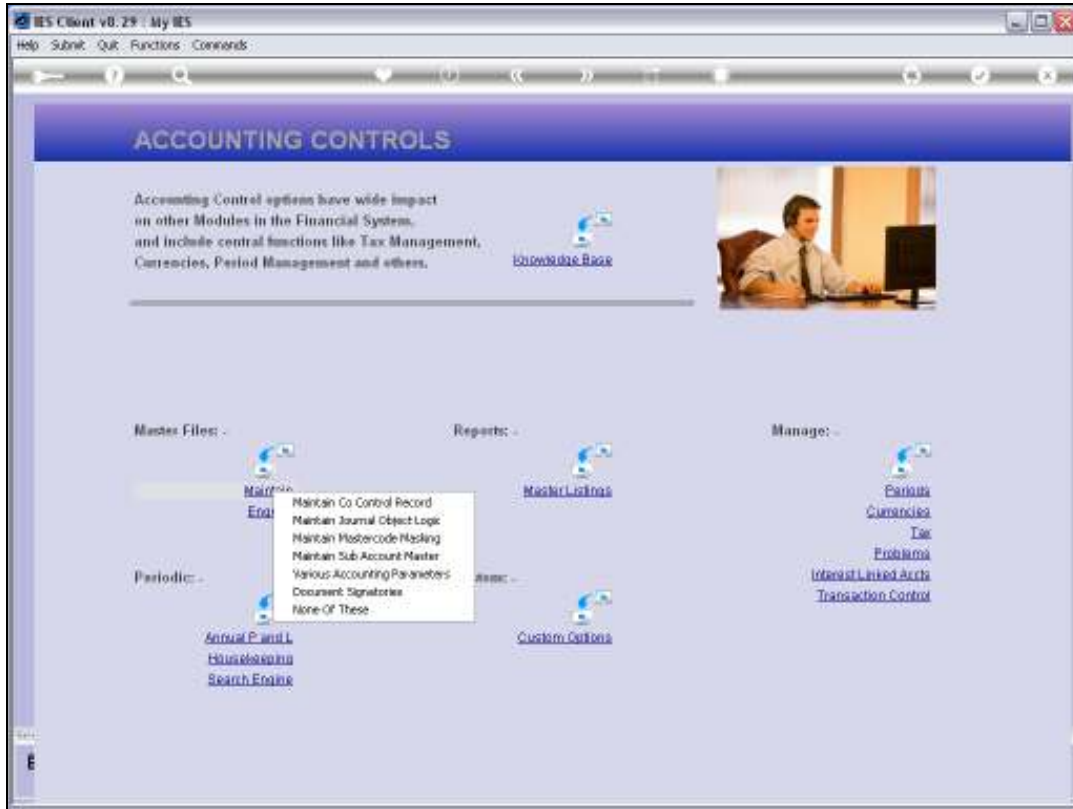 IES Client v8.29 : My IES
Help Submit Quit Functions Commands
ACCOUNTING CONTROLS
Accounting Control options have wide impact
on other Modules in the Financial System,
and include central functions like Tax Management,
Currencies, Period Management and others.
Knowledge Base
Master Files: -
Reports: -
Manage: -
Maintain
Master Listings
Periods
Currencies
Tax
Problems
Interest Linked Accts
Transaction Control
Maintain Co Control Record
Maintain Journal Object Logic
Maintain Mastercode Masking
Maintain Sub Account Master
Various Accounting Parameters
Document Signatories
None Of These
Periodic: -
Annual P and L
Housekeeping
Search Engine
Custom Options